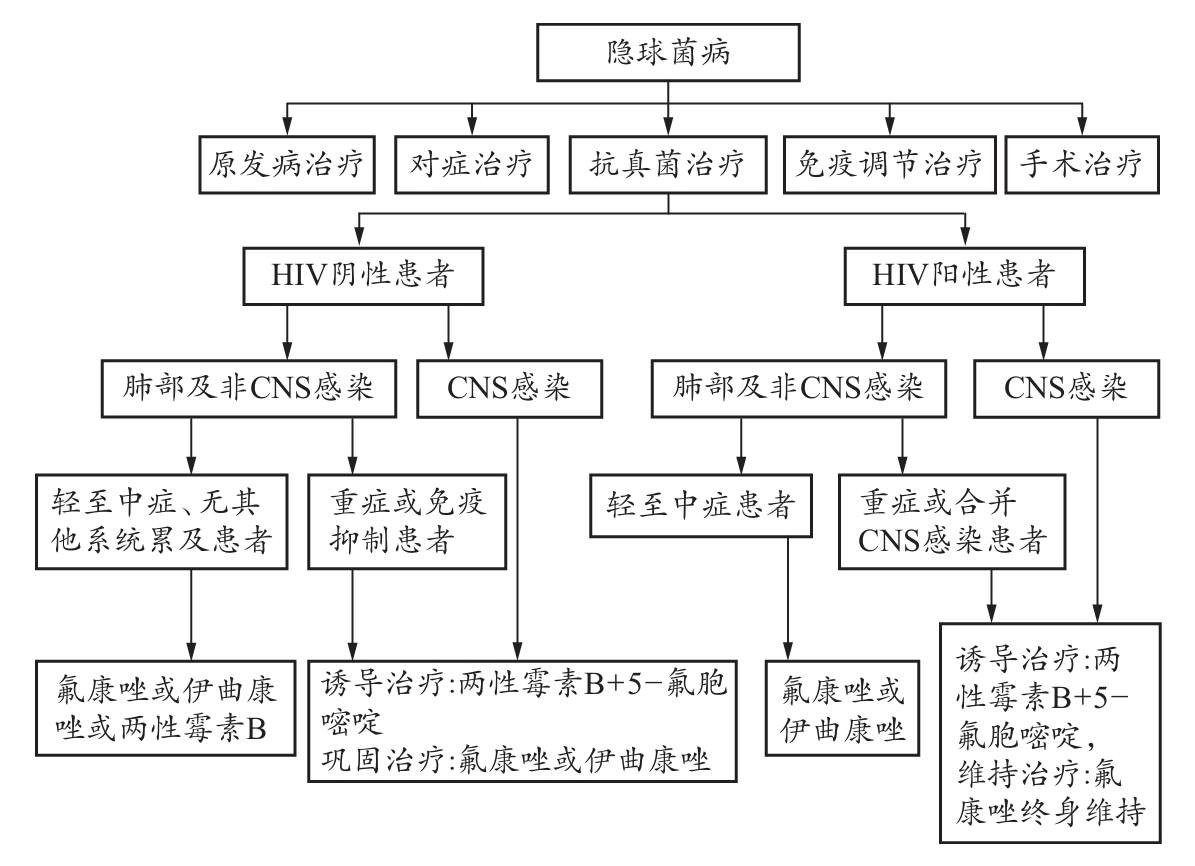 隐球菌病
原发病治疗
对症治疗
抗真菌治疗
免疫调节治疗
手术治疗
HIV阴性患者
HIV阳性患者
肺部及非CNS感染
CNS感染
肺部及非CNS感染
CNS感染
轻至中症、无其
他系统累及患者
重症或免疫
抑制患者
轻至中症患者
重症或合并
CNS感染患者
氟康唑或伊曲康
唑或两性霉素B
诱导治疗:两性霉素B+5-氟胞
嘧啶
巩固治疗:氟康唑或伊曲康唑
氟康唑或
伊曲康唑
诱导治疗:两
性霉素B+5-
氟胞嘧啶，
维持治疗:氟
康唑终身维持